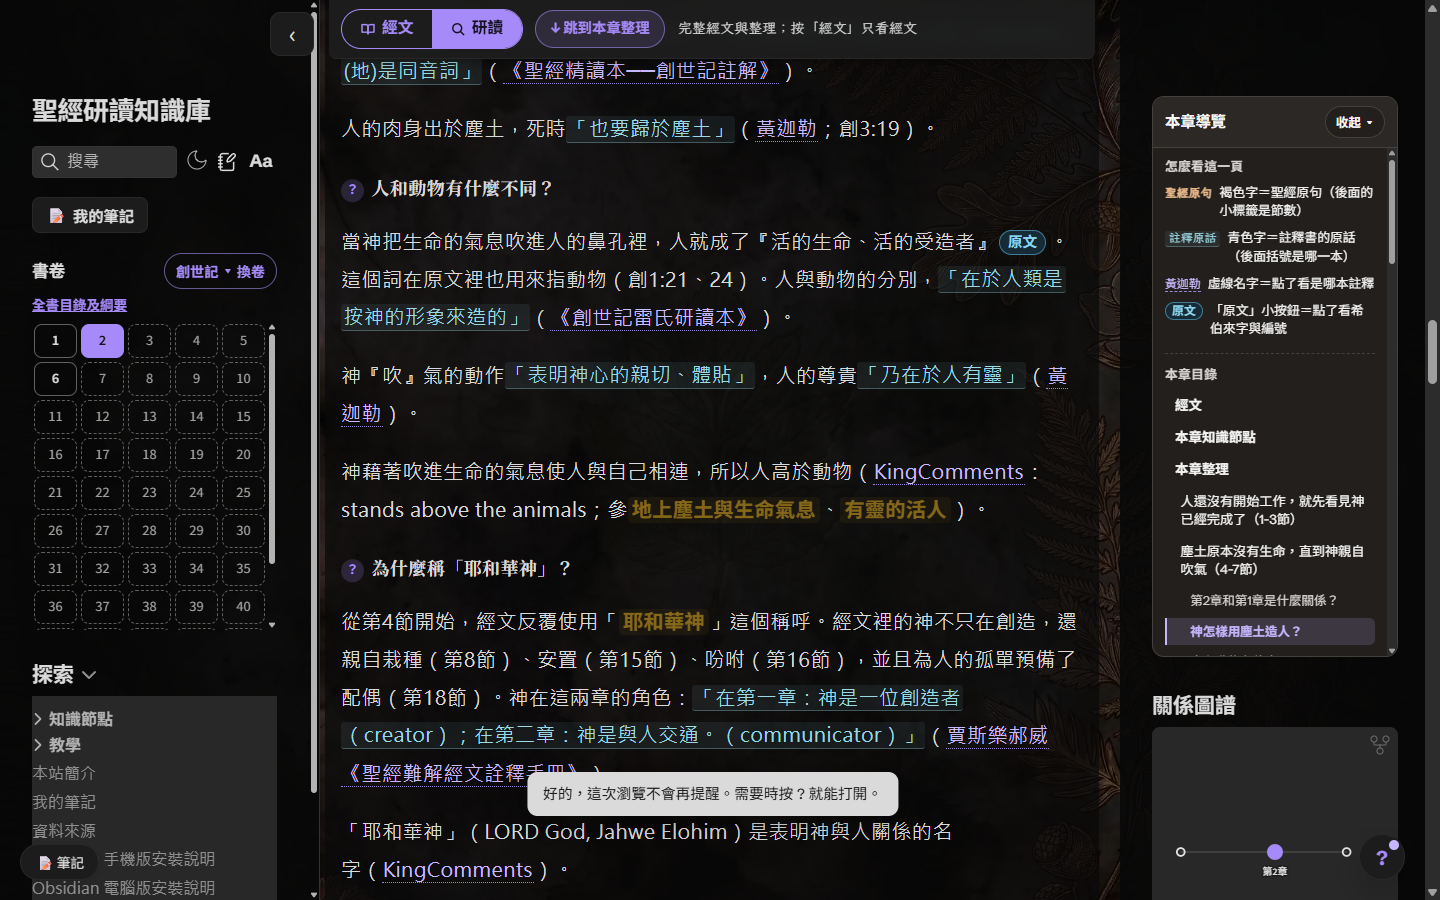 聖經研讀知識庫
搜尋
Aa
我的筆記
書卷
創世記 換卷
全書目錄及綱要
1 2 3 4 5
6 7 8 9 10
11 12 13 14 15
16 17 18 19 20
21 22 23 24 25
26 27 28 29 30
31 32 33 34 35
36 37 38 39 40
探索
知識節點
教學
本站簡介
我的筆記
資料來源
手機版安裝說明
筆記
Obsidian 電腦版安裝說明
經文 研讀 ↓跳到本章整理 完整經文與整理；按「經文」只看經文
(地)是同音詞」（《聖經精讀本──創世記註解》）。
人的肉身出於塵土，死時「也要歸於塵土」（黃迦勒；創3:19）。
? 人和動物有什麼不同？
當神把生命的氣息吹進人的鼻孔裡，人就成了『活的生命、活的受造者』 原文 。
這個詞在原文裡也用來指動物（創1:21、24）。人與動物的分別，「在於人類是
按神的形象來造的」（《創世記雷氏研讀本》）。
神『吹』氣的動作「表明神心的親切、體貼」，人的尊貴「乃在於人有靈」（黃
迦勒）。
神藉著吹進生命的氣息使人與自己相連，所以人高於動物（KingComments：
stands above the animals；參 地上塵土與生命氣息、有靈的活人）。
? 為什麼稱「耶和華神」？
從第4節開始，經文反覆使用「耶和華神」這個稱呼。經文裡的神不只在創造，還
親自栽種（第8節）、安置（第15節）、吩咐（第16節），並且為人的孤單預備了
配偶（第18節）。神在這兩章的角色：「在第一章：神是一位創造者
（creator）；在第二章：神是與人交通。（communicator）」（賈斯樂郝威
《聖經難解經文詮釋手冊》）
好的，這次瀏覽不會再提醒。需要時按？就能打開。
「耶和華神」（LORD God, Jahwe Elohim）是表明神與人關係的名
字（KingComments）。
本章導覽 收起
怎麼看這一頁
聖經原句 褐色字＝聖經原句（後面的
小標籤是節數）
註釋原話 青色字＝註釋書的原話
（後面括號是哪一本）
黃迦勒 虛線名字＝點了看是哪本註釋
原文 「原文」小按鈕＝點了看希
伯來字與編號
本章目錄
經文
本章知識節點
本章整理
人還沒有開始工作，就先看見神
已經完成了（1-3節）
塵土原本沒有生命，直到神親自
吹氣（4-7節）
第2章和第1章是什麼關係？
神怎樣用塵土造人？
關係圖譜
第2章
?